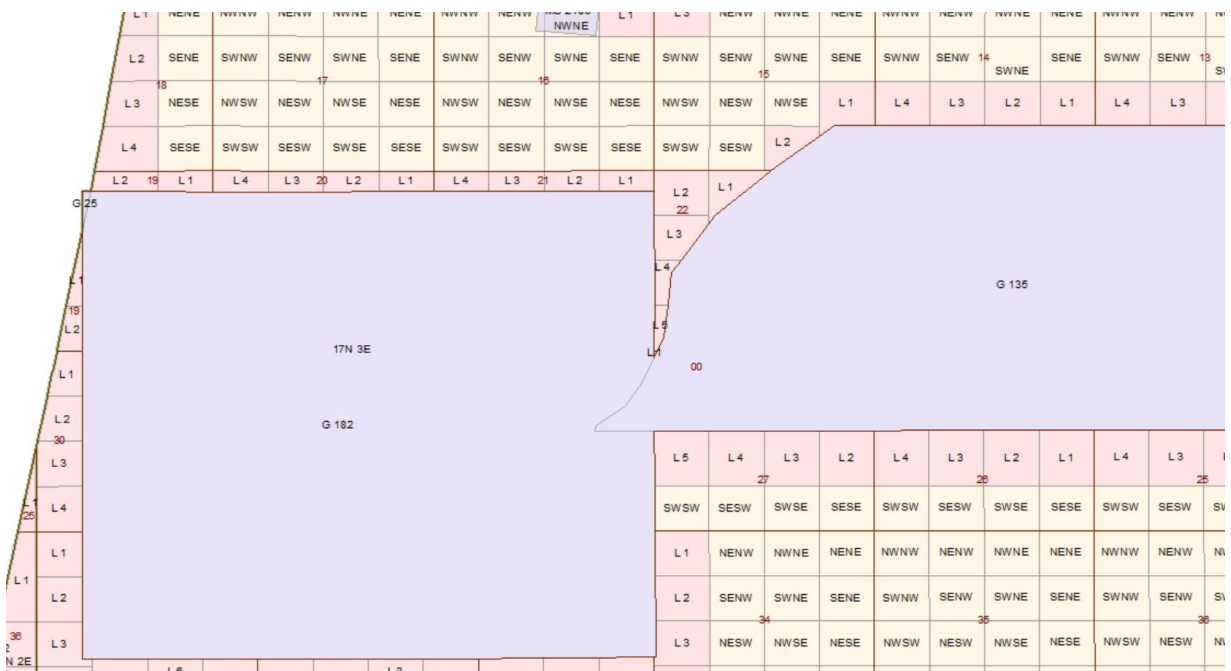 L 1 NENE NWNW NENW NWNE NENE NWNW NENW MS 2160 L 1 L 3 NENW NWNE NENE NWNW NENW NWNE NENE NWNW NENW
NWNE
L 2 SENE SWNW SENW SWNE SENE SWNW SENW SWNE SENE SWNW SENW SWNE SENE SWNW SENW 14 SWNE SENE SWNW SENW 13
18 17 16 15
L 3 NESE NWSW NESW NWSE NESE NWSW NESW NWSE NESE NWSW NESW NWSE L 1 L 4 L 3 L 2 L 1 L 4 L 3
L 4 SESE SWSW SESW SWSE SESE SWSW SESW SWSE SESE SWSW SESW L 2
L 2 19 L 1 L 4 L 3 20 L 2 L 1 L 4 L 3 21 L 2 L 1 L 2 L 1
G 25 22
L 3
L 4
L 1 G 135
19 L 5
L 2
17N 3E L 1
00
L 1
L 2 G 182
30
L 3 L 5 L 4 L 3 L 2 L 4 L 3 L 2 L 1 L 4 L 3
27 26 25
L 1 L 4 SWSW SESW SWSE SESE SWSW SESW SWSE SESE SWSW SESW
25
L 1 L 1 NENW NWNE NENE NWNW NENW NWNE NENE NWNW NENW
L 1
L 2 L 2 SENW SWNE SENE SWNW SENW SWNE SENE SWNW SENW
34 35 36
36 L 3 L 3 NESW NWSE NESE NWSW NESW NWSE NESE NWSW NESW
2
N 2E L 6 L 3